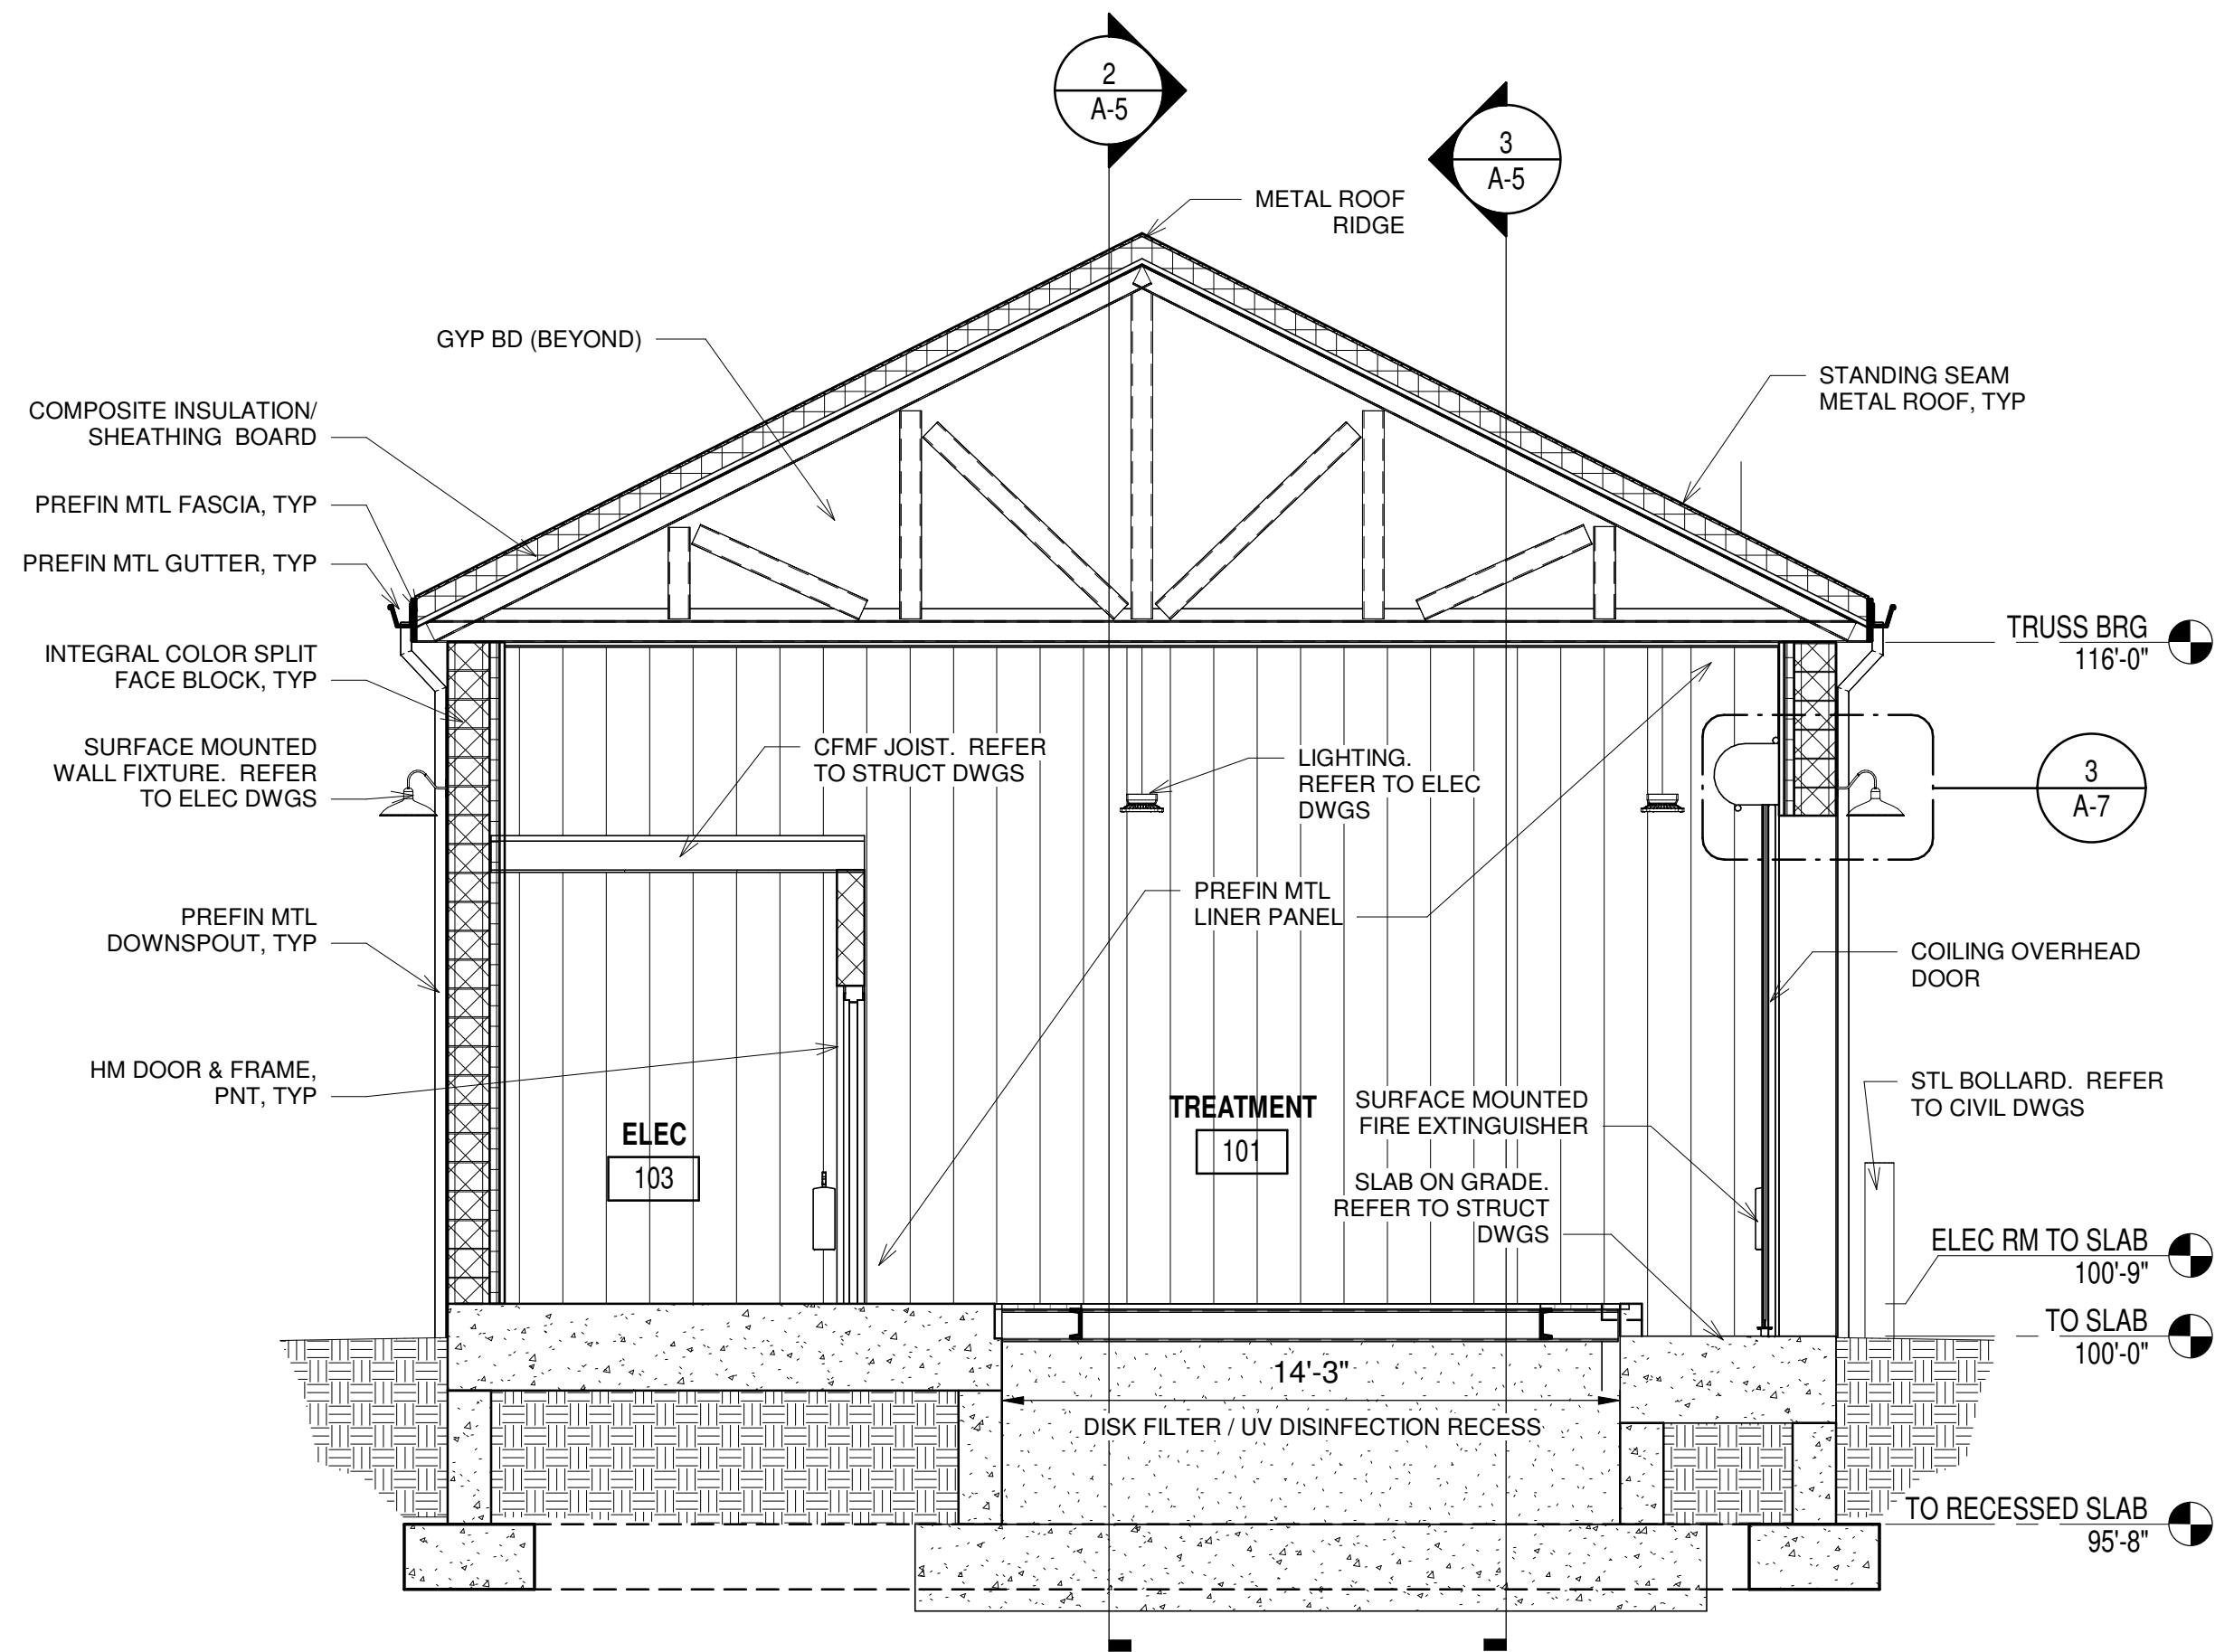 2
A-5
3
A-5
METAL ROOF
RIDGE
GYP BD (BEYOND)
STANDING SEAM
METAL ROOF, TYP
COMPOSITE INSULATION/
SHEATHING BOARD
PREFIN MTL FASCIA, TYP
PREFIN MTL GUTTER, TYP
TRUSS BRG
116'-0"
INTEGRAL COLOR SPLIT
FACE BLOCK, TYP
SURFACE MOUNTED
WALL FIXTURE. REFER
TO ELEC DWGS
CFMF JOIST. REFER
TO STRUCT DWGS
LIGHTING.
REFER TO ELEC
DWGS
3
A-7
PREFIN MTL
LINER PANEL
PREFIN MTL
DOWNSPOUT, TYP
COILING OVERHEAD
DOOR
HM DOOR & FRAME,
PNT, TYP
ELEC
103
TREATMENT
101
SURFACE MOUNTED
FIRE EXTINGUISHER
STL BOLLARD. REFER
TO CIVIL DWGS
SLAB ON GRADE.
REFER TO STRUCT
DWGS
ELEC RM TO SLAB
100'-9"
TO SLAB
100'-0"
14'-3"
DISK FILTER / UV DISINFECTION RECESS
TO RECESSED SLAB
95'-8"